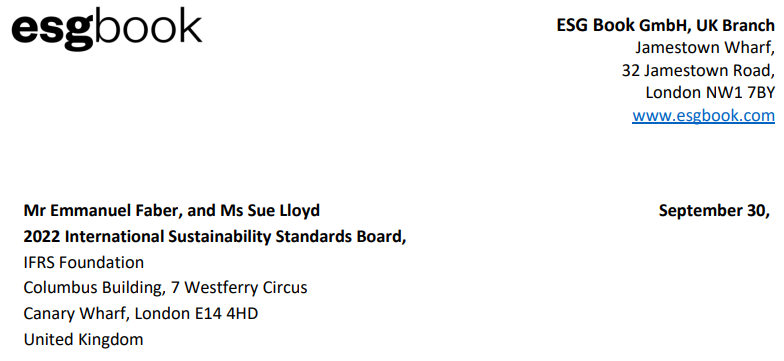 esgbook
ESG Book GmbH, UK Branch
Jamestown Wharf,
32 Jamestown Road,
London NW1 7BY
www.esgbook.com
Mr Emmanuel Faber, and Ms Sue Lloyd September 30,
2022 International Sustainability Standards Board,
IFRS Foundation
Columbus Building, 7 Westferry Circus
Canary Wharf, London E14 4HD
United Kingdom